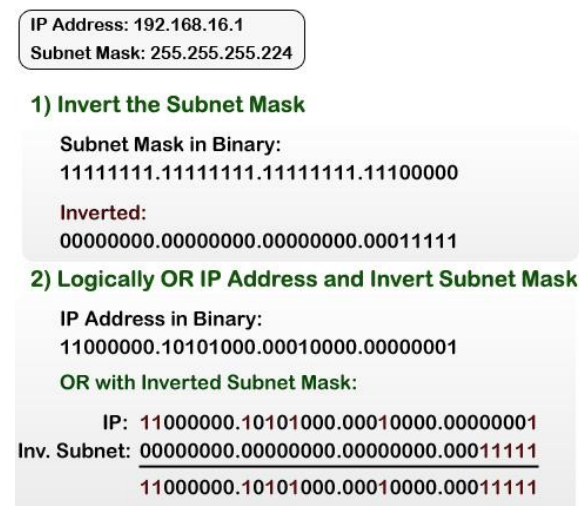 IP Address: 192.168.16.1
Subnet Mask: 255.255.255.224
1) Invert the Subnet Mask
Subnet Mask in Binary:
11111111.11111111.11111111.11100000
Inverted:
00000000.00000000.00000000.00011111
2) Logically OR IP Address and Invert Subnet Mask
IP Address in Binary:
11000000.10101000.00010000.00000001
OR with Inverted Subnet Mask:
IP: 11000000.10101000.00010000.00000001
Inv. Subnet: 00000000.00000000.00000000.00011111
11000000.10101000.00010000.00011111